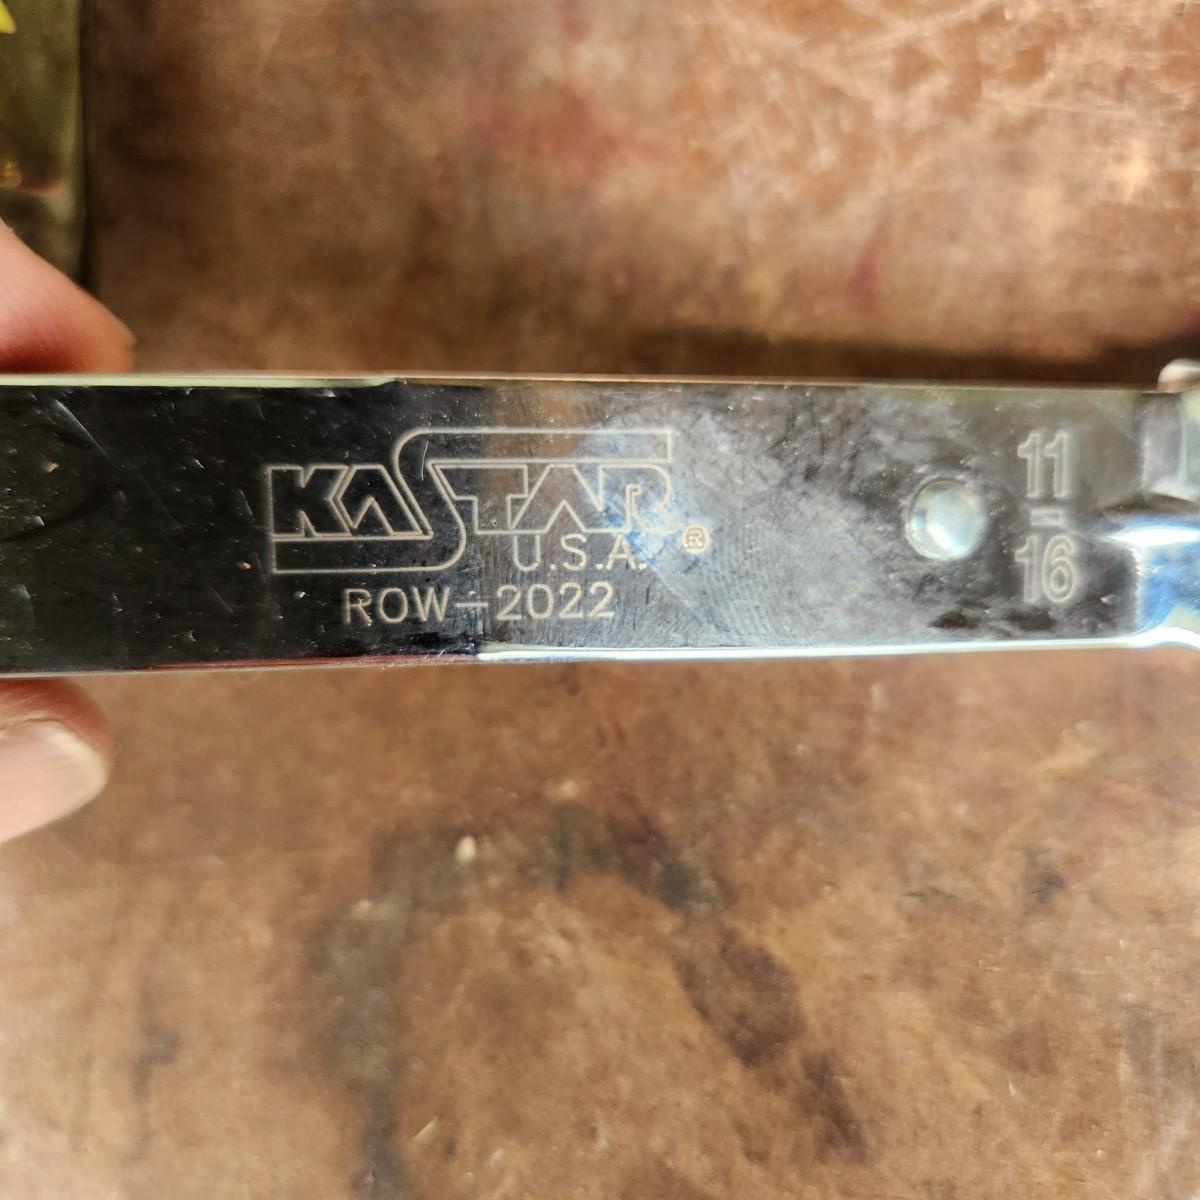 KASTAR®
U.S.A.
ROW-2022
11
-
16